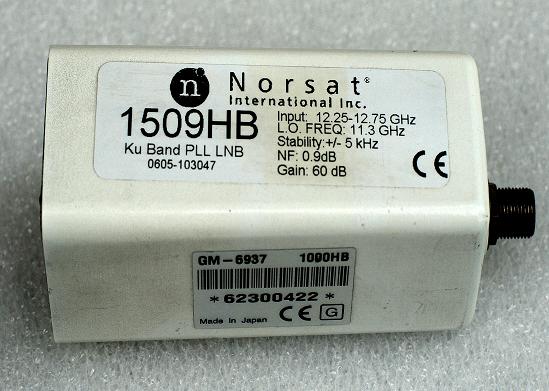 n Norsat®
International Inc.
1509HB
Ku Band PLL LNB
0605-103047
Input: 12.25-12.75 GHz
L.O. FREQ: 11.3 GHz
Stability:+/- 5 kHz
NF: 0.9dB
Gain: 60 dB
CE
GM-6937 1090HB
*62300422*
Made in Japan CE G